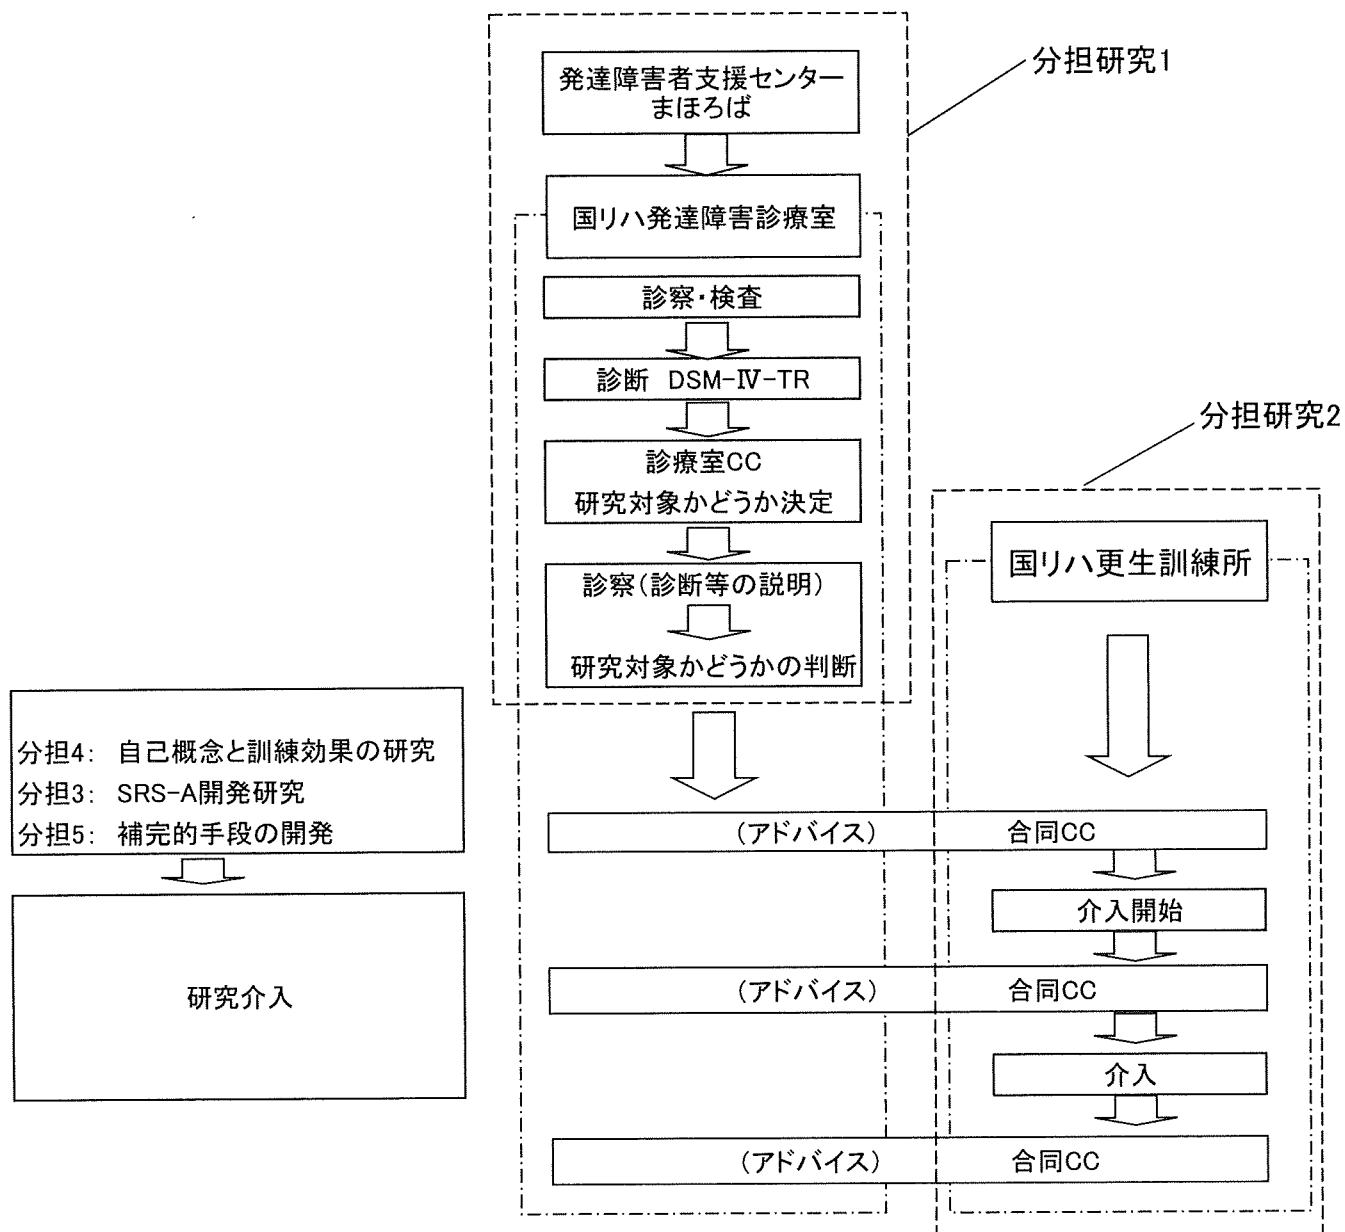 分担研究1
発達障害者支援センター
まほろば
国リハ発達障害診療室
診察・検査
診断 DSM-Ⅳ-TR
診療室CC
研究対象かどうか決定
診察(診断等の説明)
研究対象かどうかの判断
分担研究2
国リハ更生訓練所
分担4: 自己概念と訓練効果の研究
分担3: SRS-A開発研究
分担5: 補完的手段の開発
研究介入
(アドバイス) 合同CC
介入開始
(アドバイス) 合同CC
介入
(アドバイス) 合同CC